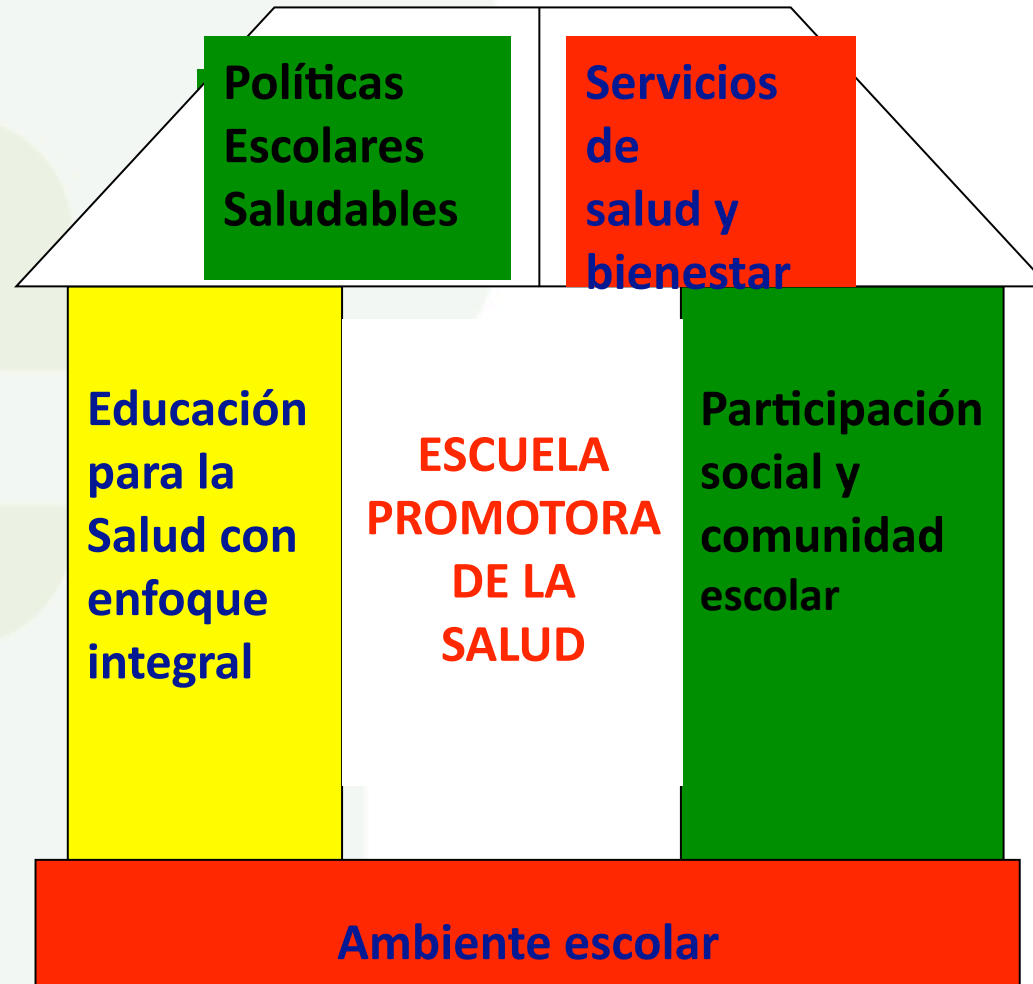 Políticas
Escolares
Saludables
Servicios
de
salud y
bienestar
Educación
para la
Salud con
enfoque
integral
ESCUELA
PROMOTORA
DE LA
SALUD
Participación
social y
comunidad
escolar
Ambiente escolar